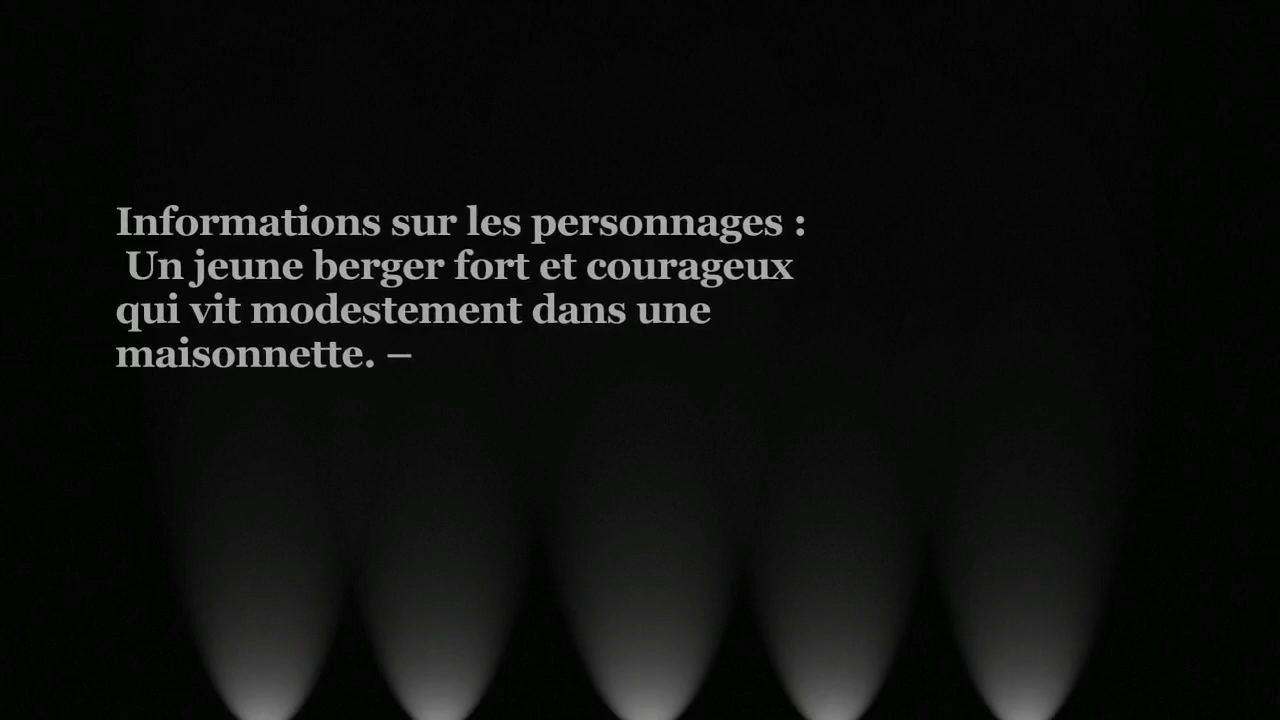 Informations sur les personnages :
Un jeune berger fort et courageux
qui vit modestement dans une
maisonnette. –